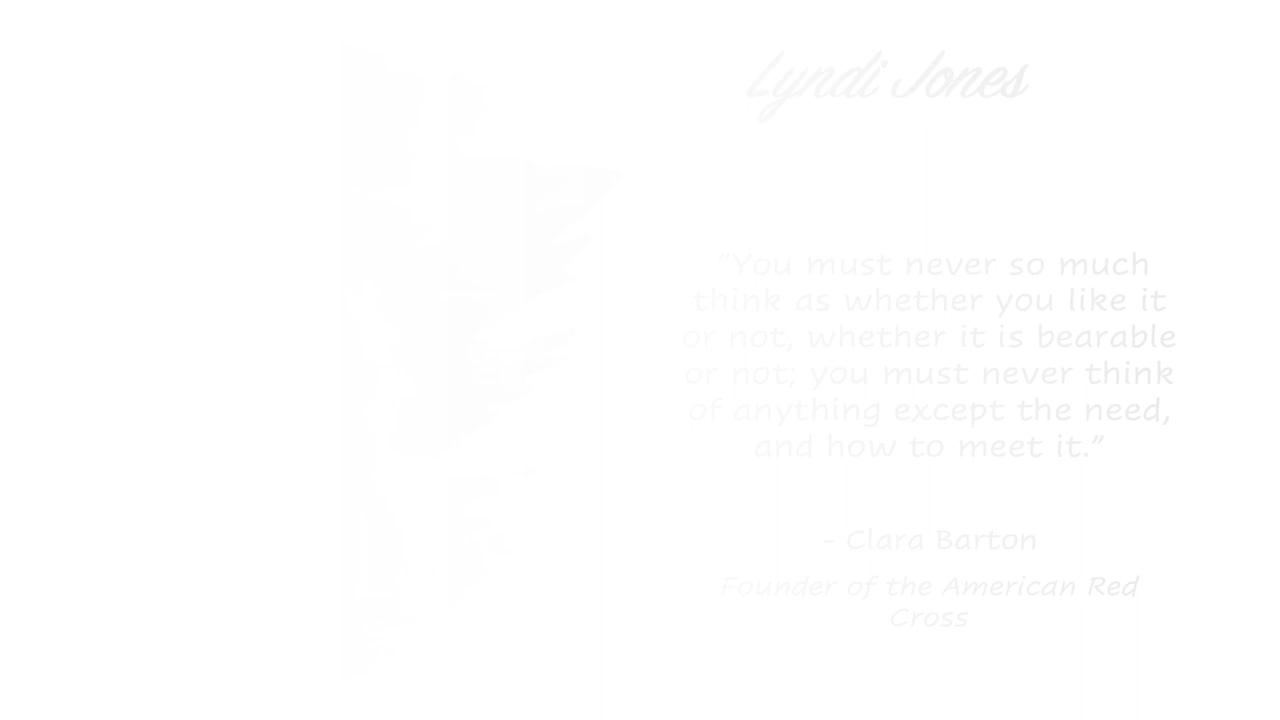 Lyndi Jones
"You must never so much
think as whether you like it
or not, whether it is bearable
or not; you must never think
of anything except the need,
and how to meet it."
- Clara Barton
Founder of the American Red
Cross